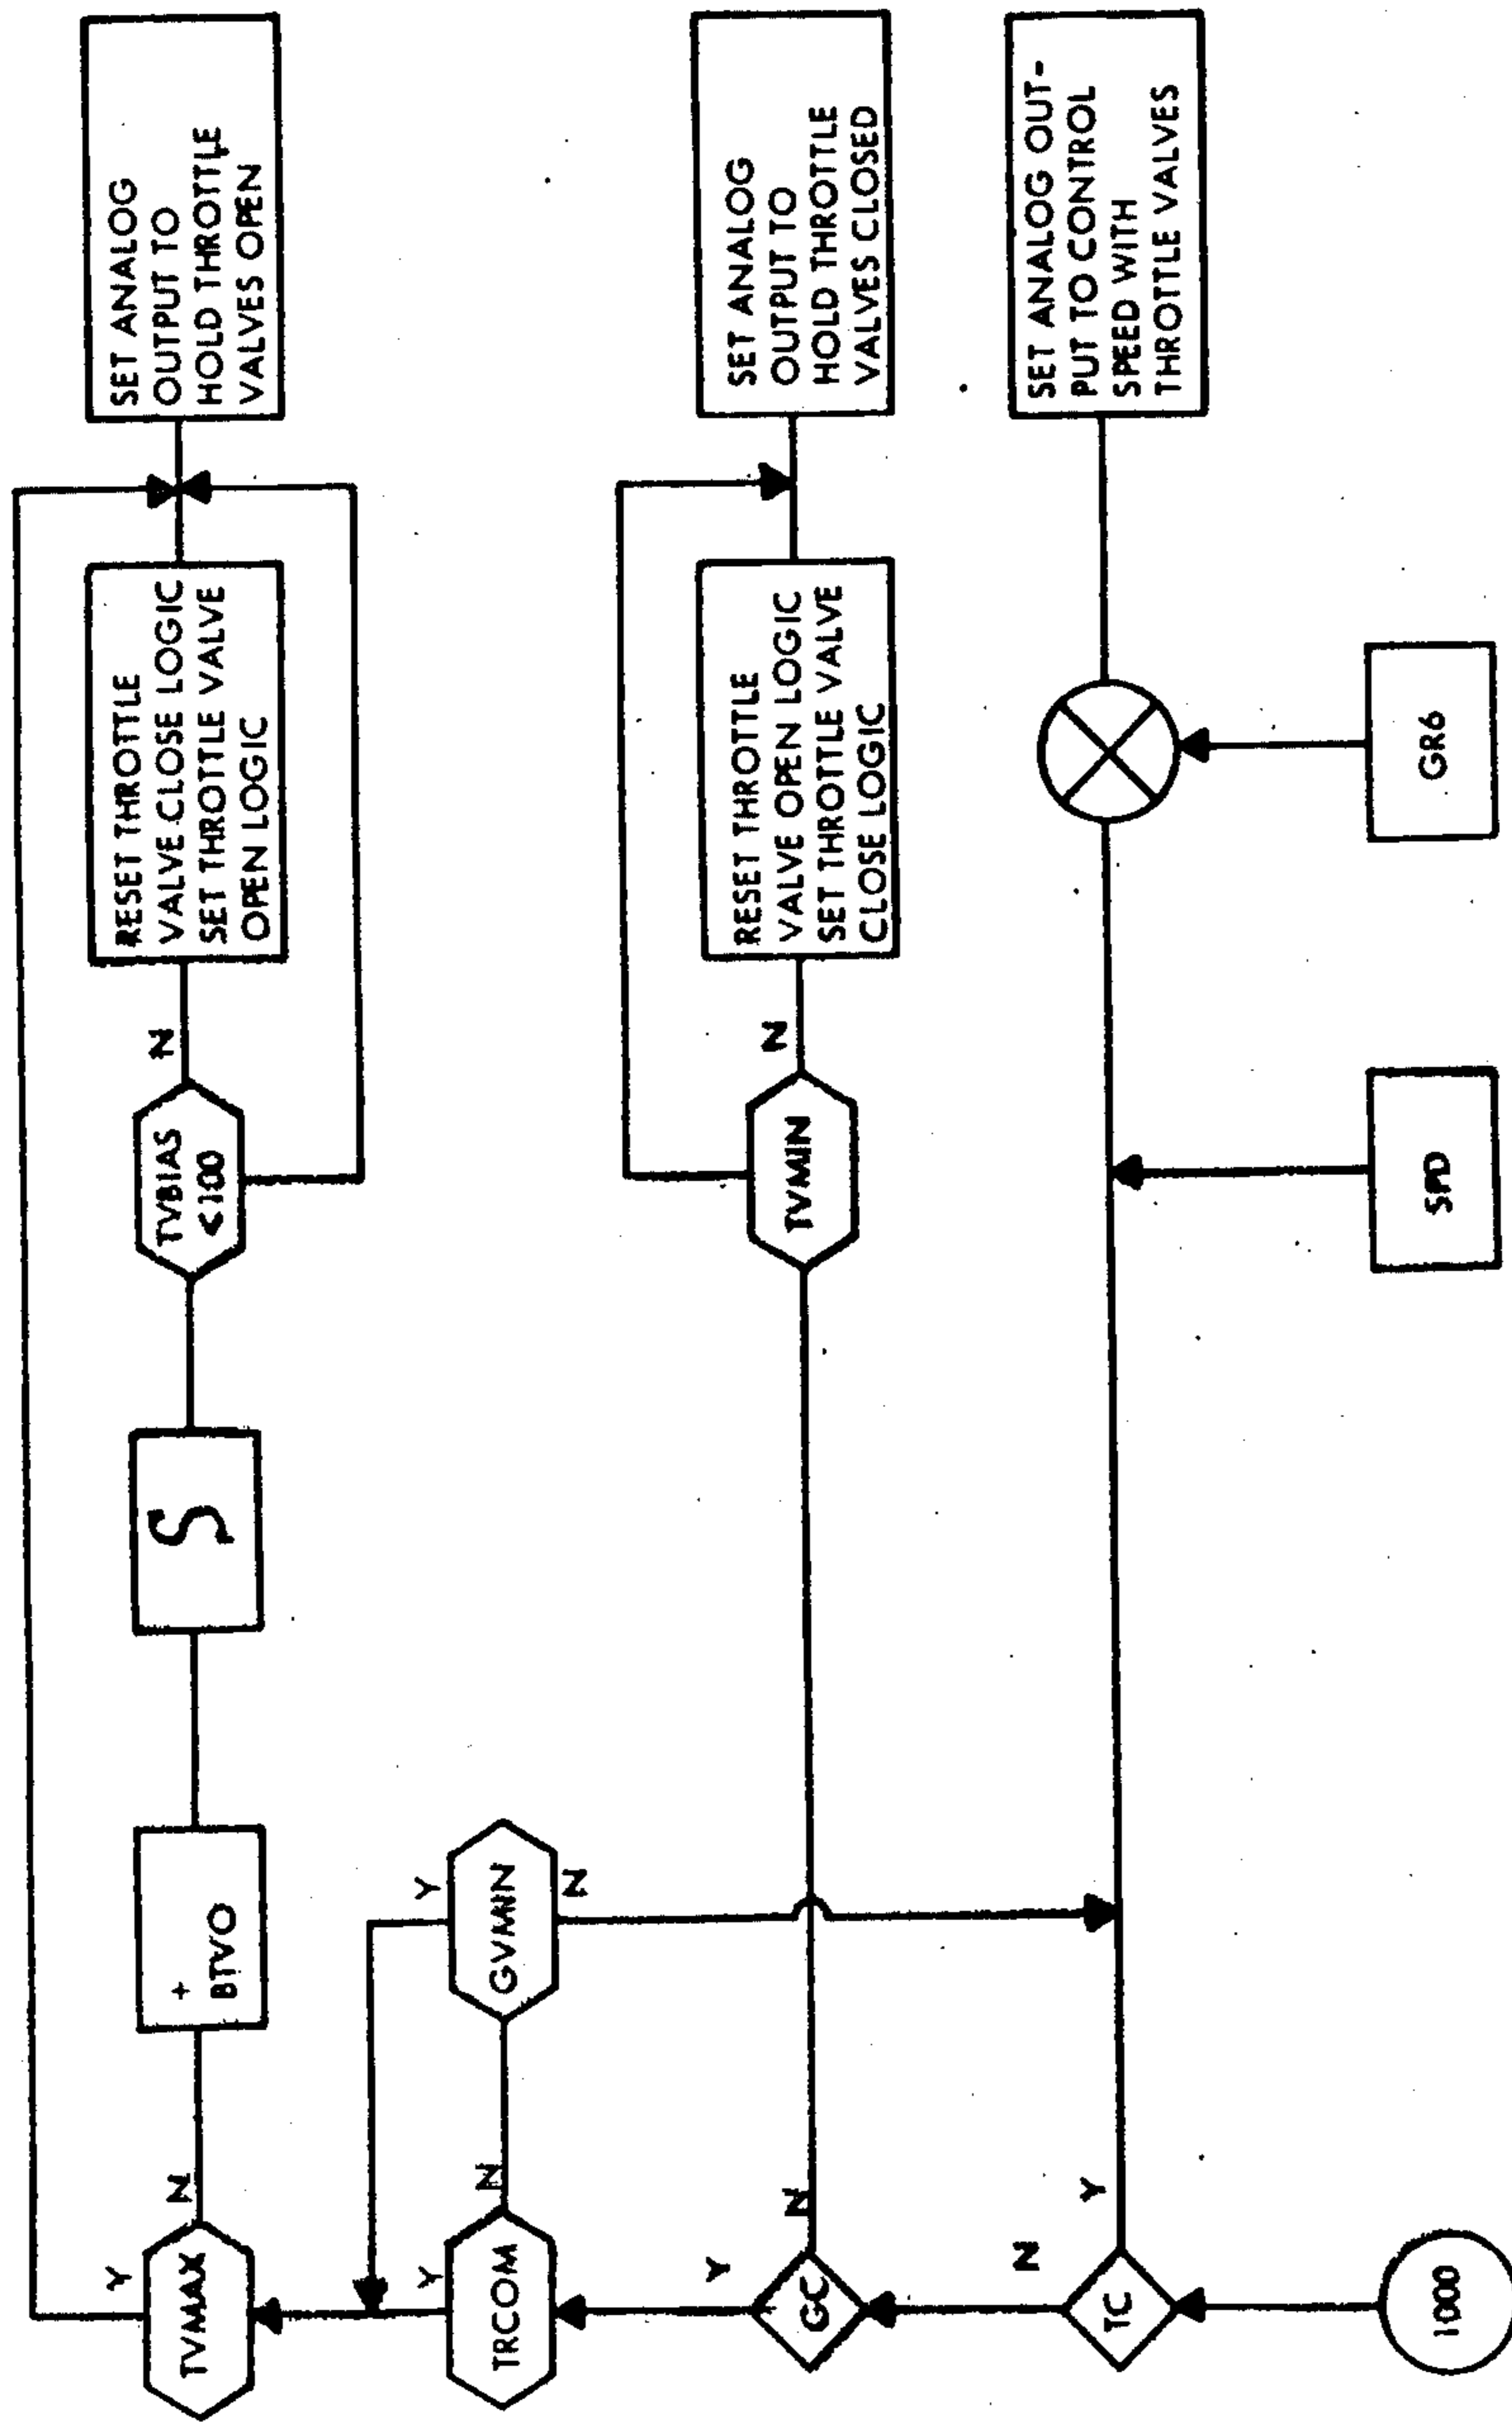 1000
TC
Y
N
GC
Y
N
TRCOM
Y
N
GVMIN
Y
N
TVMAX
Y
N
+
BTVO
∫
TVBIAS
<100
N
RESET THROTTLE
VALVE CLOSE LOGIC
SET THROTTLE VALVE
OPEN LOGIC
SET ANALOG
OUTPUT TO
HOLD THROTTLE
VALVES OPEN
TVMIN
N
RESET THROTTLE
VALVE OPEN LOGIC
SET THROTTLE VALVE
CLOSE LOGIC
SET ANALOG
OUTPUT TO
HOLD THROTTLE
VALVES CLOSED
SPD
GR6
SET ANALOG OUT-
PUT TO CONTROL
SPEED WITH
THROTTLE VALVES